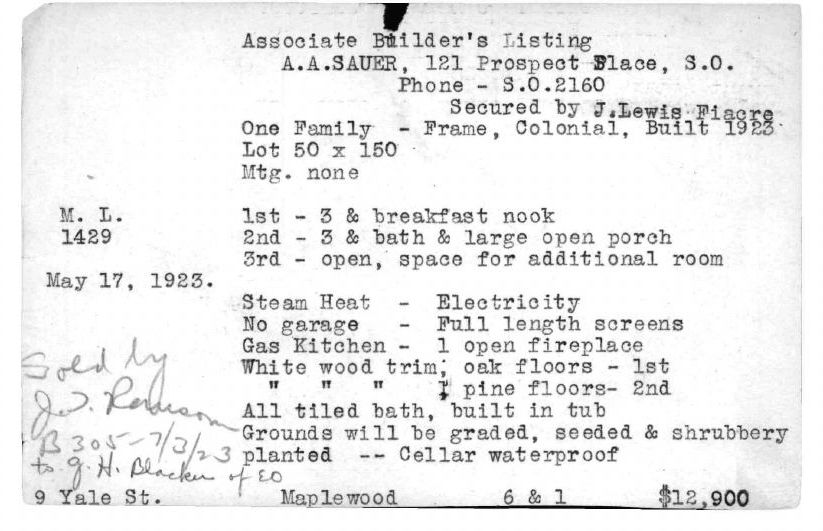 Associate Builder's Listing
A.A.SAUER, 121 Prospect Place, S.O.
Phone - S.O.2160
Secured by J.Lewis Fiacre
One Family - Frame, Colonial, Built 1923
Lot 50 x 150
Mtg. none
M. L. 1st - 3 & breakfast nook
1429 2nd - 3 & bath & large open porch
3rd - open, space for additional room
May 17, 1923.
Steam Heat - Electricity
No garage - Full length screens
Gas Kitchen - 1 open fireplace
White wood trim; oak floors - 1st
" " " ; pine floors- 2nd
All tiled bath, built in tub
Grounds will be graded, seeded & shrubbery
planted -- Cellar waterproof
Sold by
J.
B 305-7/3/23
to J. H. Blacker of EO
9 Yale St. Maplewood 6 & 1 $12,900